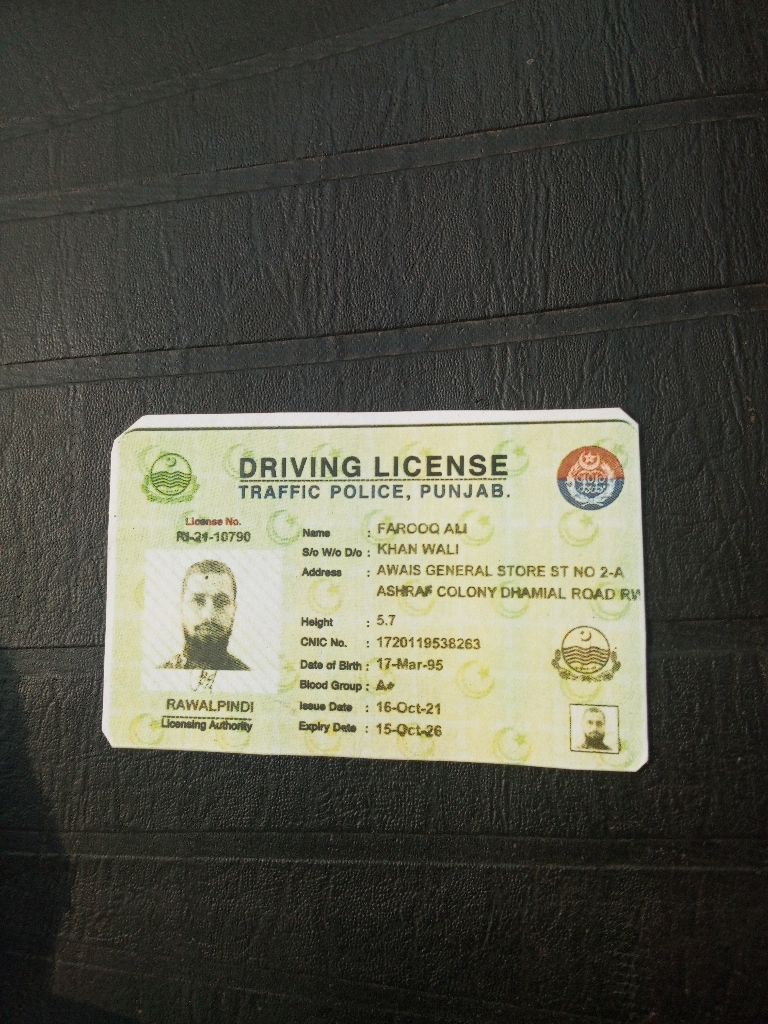 DRIVING LICENSE
TRAFFIC POLICE, PUNJAB.
License No.
RI-21-10790
Name : FAROOQ ALI
S/o W/o D/o : KHAN WALI
Address : AWAIS GENERAL STORE ST NO 2-A
ASHRAF COLONY DHAMIAL ROAD RW
Height : 5.7
CNIC No. : 1720119538263
Date of Birth : 17-Mar-95
Blood Group : A+
Issue Date : 16-Oct-21
Expiry Date : 15-Oct-26
RAWALPINDI
Licensing Authority